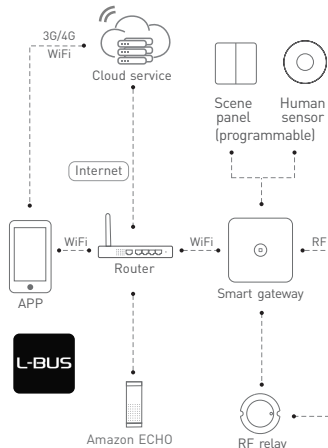 3G/4G
WiFi
Cloud service
Scene
panel
Human
sensor
(programmable)
Internet
WiFi
WiFi
RF
Router
APP
Smart gateway
L-BUS
Amazon ECHO
RF relay